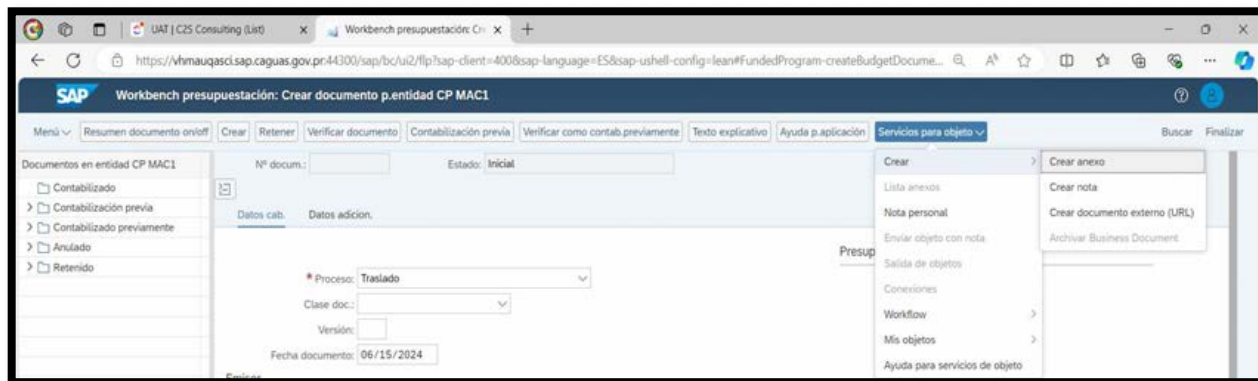 UAT | C2S Consulting (List)
Workbench presupuestación: Cre
https://vhmauqasci.sap.caguas.gov.pr:44300/sap/bc/ui2/flp?sap-client=400&sap-language=ES&sap-ushell-config=lean#FundedProgram-createBudgetDocume...
SAP Workbench presupuestación: Crear documento p.entidad CP MAC1
Menú Resumen documento on/off Crear Retener Verificar documento Contabilización previa Verificar como contab.previamente Texto explicativo Ayuda p.aplicación Servicios para objeto Buscar Finalizar
Documentos en entidad CP MAC1
Contabilizado
Contabilización previa
Contabilizado previamente
Anulado
Retenido
Nº docum.: Estado: Inicial
Datos cab. Datos adicion.
Presup
* Proceso: Traslado
Clase doc.:
Versión:
Fecha documento: 06/15/2024
Emisor
Crear
Lista anexos
Nota personal
Enviar objeto con nota
Salida de objetos
Conexiones
Workflow
Mis objetos
Ayuda para servicios de objeto
Crear anexo
Crear nota
Crear documento externo (URL)
Archivar Business Document